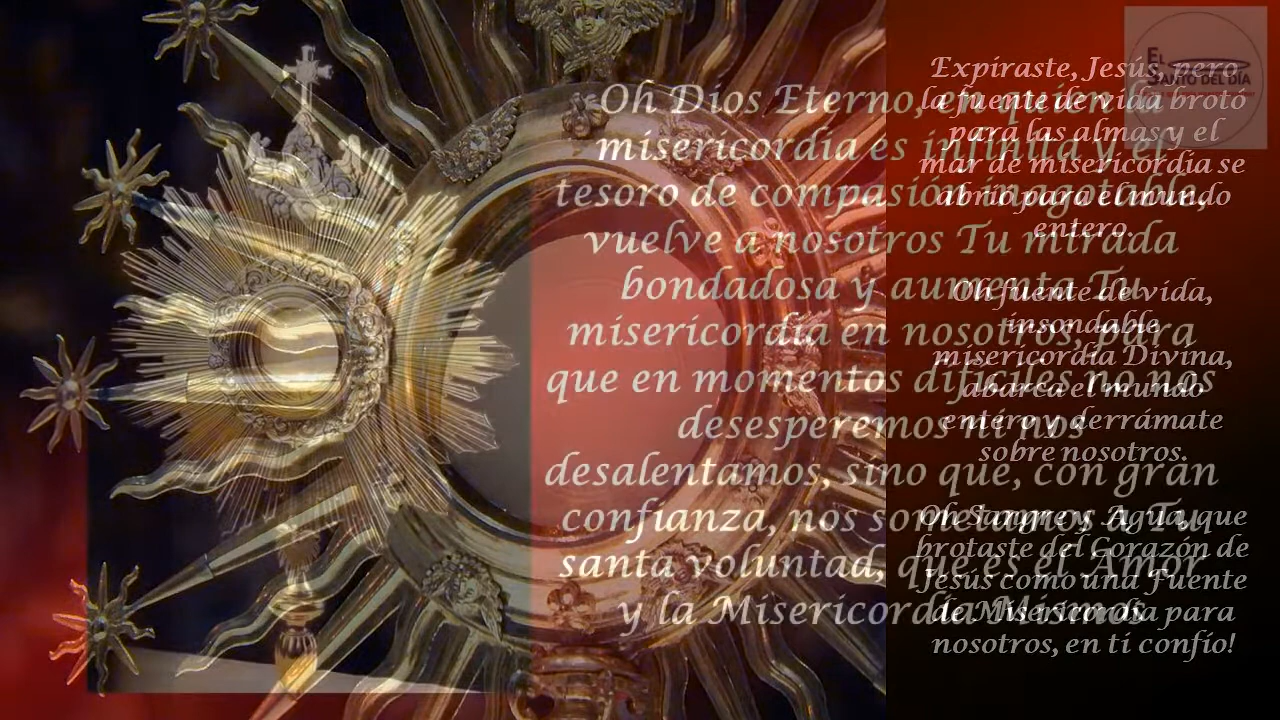 Oh Dios Eterno, en quien la
misericordia es infinita y el
tesoro de compasión inagotable,
vuelve a nosotros Tu mirada
bondadosa y aumenta Tu
misericordia en nosotros, para
que en momentos difíciles no nos
desesperemos ni nos
desalentamos, sino que, con gran
confianza, nos sometamos a Tu
santa voluntad, que es el Amor
y la Misericordia Mismos
Expiraste, Jesús, pero
la fuente de vida brotó
para las almas y el
mar de misericordia se
abrió para el mundo
entero.
Oh fuente de vida,
insondable
misericordia Divina,
abarca el mundo
entero y derrámate
sobre nosotros.
Oh Sangre y Agua, que
brotaste del Corazón de
Jesús como una Fuente
de Misericordia para
nosotros, en ti confío!
EL
SANTO DEL DÍA